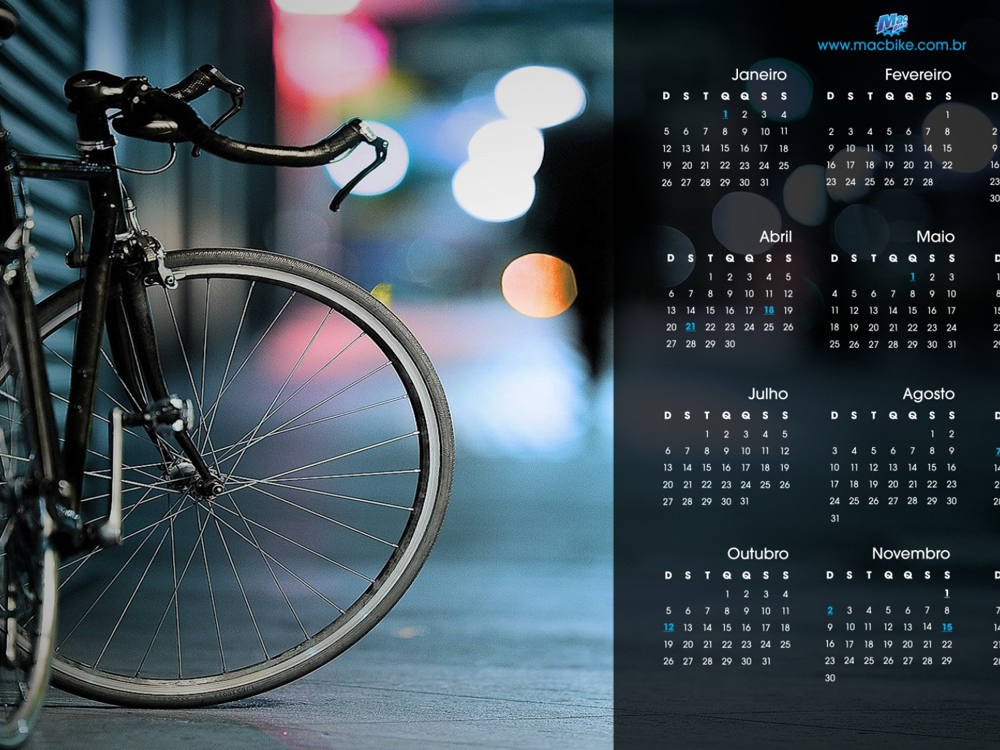 Mac Bike
www.macbike.com.br
Janeiro Fevereiro
D S T Q Q S S D S T Q Q S S D
1 2 3 4 1
5 6 7 8 9 10 11 2 3 4 5 6 7 8 2
12 13 14 15 16 17 18 9 10 11 12 13 14 15 9
19 20 21 22 23 24 25 16 17 18 19 20 21 22 16
26 27 28 29 30 31 23 24 25 26 27 28 23
30
Abril Maio
D S T Q Q S S D S T Q Q S S
1 2 3 4 5 1 2 3 1
6 7 8 9 10 11 12 4 5 6 7 8 9 10 8
13 14 15 16 17 18 19 11 12 13 14 15 16 17
20 21 22 23 24 25 26 18 19 20 21 22 23 24
27 28 29 30 25 26 27 28 29 30 31
Julho Agosto
D S T Q Q S S D S T Q Q S S D
1 2 3 4 5 1 2
6 7 8 9 10 11 12 3 4 5 6 7 8 9 7
13 14 15 16 17 18 19 10 11 12 13 14 15 16
20 21 22 23 24 25 26 17 18 19 20 21 22 23
27 28 29 30 31 24 25 26 27 28 29 30
31
Outubro Novembro
D S T Q Q S S D S T Q Q S S D
1 2 3 4 1
5 6 7 8 9 10 11 2 3 4 5 6 7 8 7
12 13 14 15 16 17 18 9 10 11 12 13 14 15
19 20 21 22 23 24 25 16 17 18 19 20 21 22
26 27 28 29 30 31 23 24 25 26 27 28 29
30